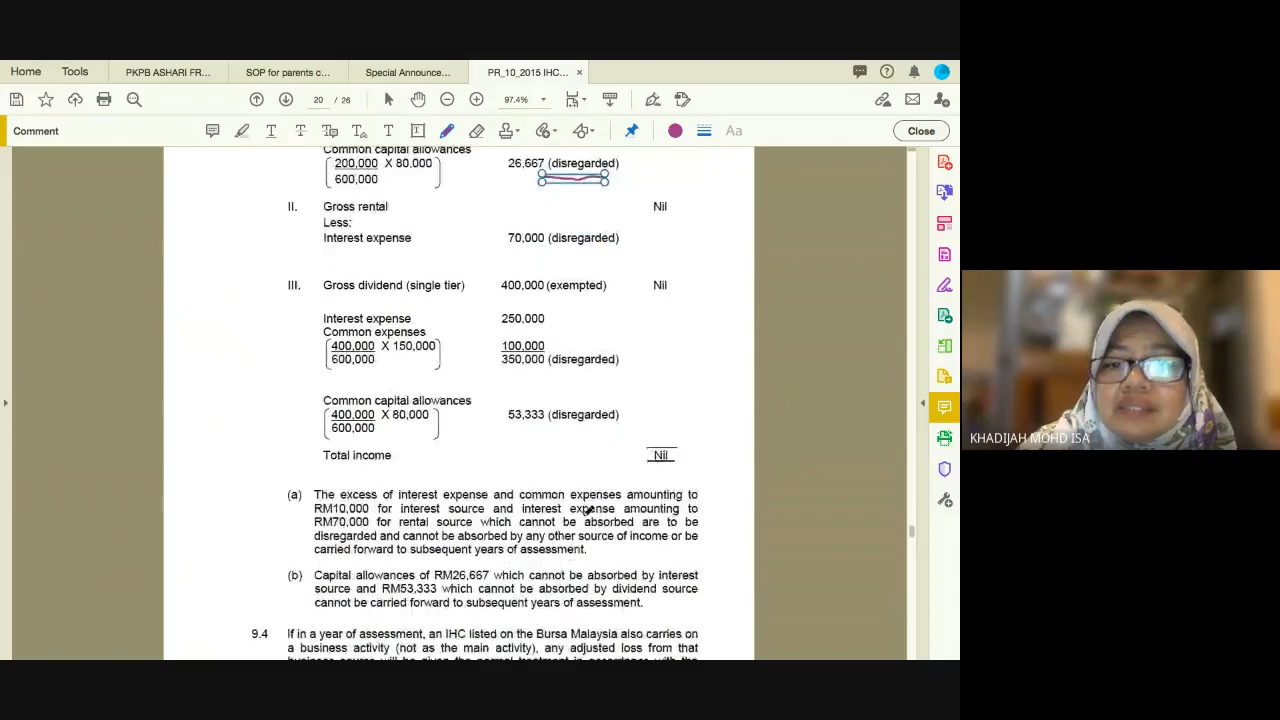 Home Tools PKPB ASHARI FR... SOP for parents c... Special Announce... PR_10_2015 IHC... ×
20 / 26 97.4%
Comment Close
Common capital allowances
200,000 X 80,000 26,667 (disregarded)
600,000
II. Gross rental Nil
Less:
Interest expense 70,000 (disregarded)
III. Gross dividend (single tier) 400,000 (exempted) Nil
Interest expense 250,000
Common expenses
400,000 X 150,000 100,000
600,000 350,000 (disregarded)
Common capital allowances
400,000 X 80,000 53,333 (disregarded)
600,000
Total income Nil
(a) The excess of interest expense and common expenses amounting to
RM10,000 for interest source and interest expense amounting to
RM70,000 for rental source which cannot be absorbed are to be
disregarded and cannot be absorbed by any other source of income or be
carried forward to subsequent years of assessment.
(b) Capital allowances of RM26,667 which cannot be absorbed by interest
source and RM53,333 which cannot be absorbed by dividend source
cannot be carried forward to subsequent years of assessment.
9.4 If in a year of assessment, an IHC listed on the Bursa Malaysia also carries on
a business activity (not as the main activity), any adjusted loss from that
KHADIJAH MOHD ISA